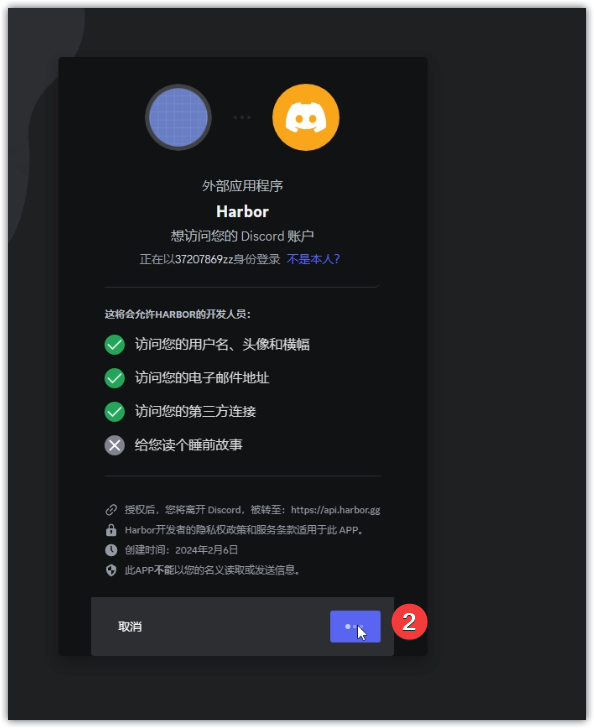 外部应用程序
Harbor
想访问您的 Discord 账户
正在以37207869zz身份登录 不是本人?
这将会允许HARBOR的开发人员:
访问您的用户名、头像和横幅
访问您的电子邮件地址
访问您的第三方连接
给您读个睡前故事
授权后，您将离开 Discord，被转至: https://api.harbor.gg
Harbor开发者的隐私权政策和服务条款适用于此 APP。
创建时间: 2024年2月6日
此APP不能以您的名义读取或发送信息。
取消
2